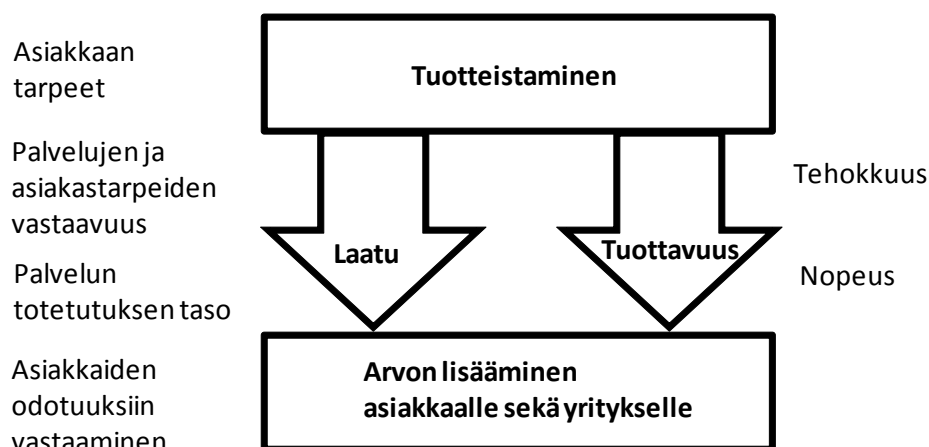 Asiakkaan
tarpeet
Tuotteistaminen
Palvelujen ja
asiakastarpeiden
vastaavuus
Tehokkuus
Laatu
Tuottavuus
Palvelun
totetutuksen taso
Nopeus
Asiakkaiden
odotuuksiin
vastaaminen
Arvon lisääminen
asiakkaalle sekä yritykselle